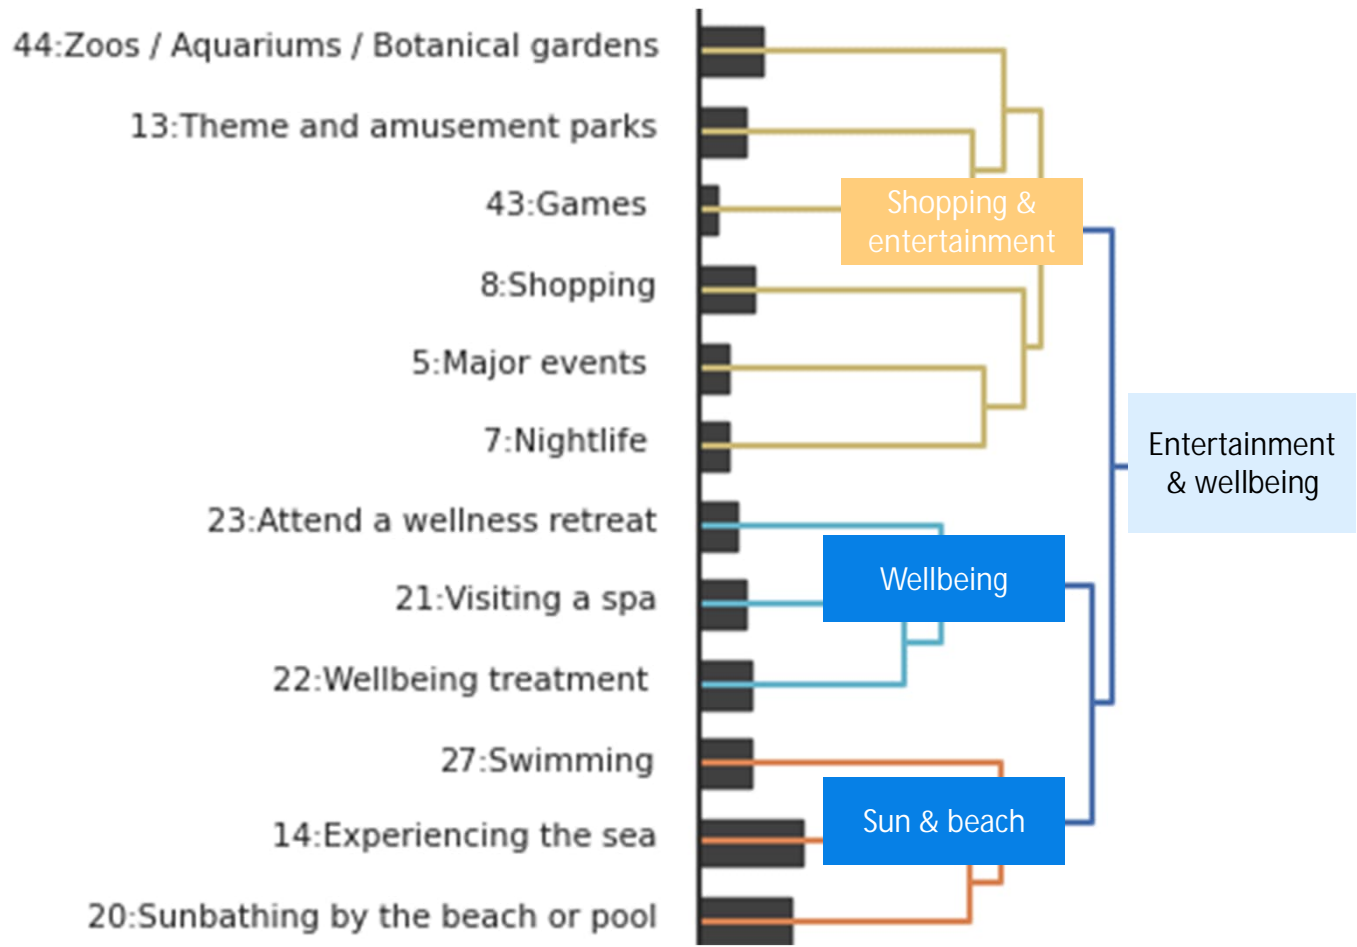 44:Zoos / Aquariums / Botanical gardens
13:Theme and amusement parks
43:Games
8:Shopping
5:Major events
7:Nightlife
23:Attend a wellness retreat
21:Visiting a spa
22:Wellbeing treatment
27:Swimming
14:Experiencing the sea
20:Sunbathing by the beach or pool
Shopping &
entertainment
Wellbeing
Sun & beach
Entertainment
& wellbeing